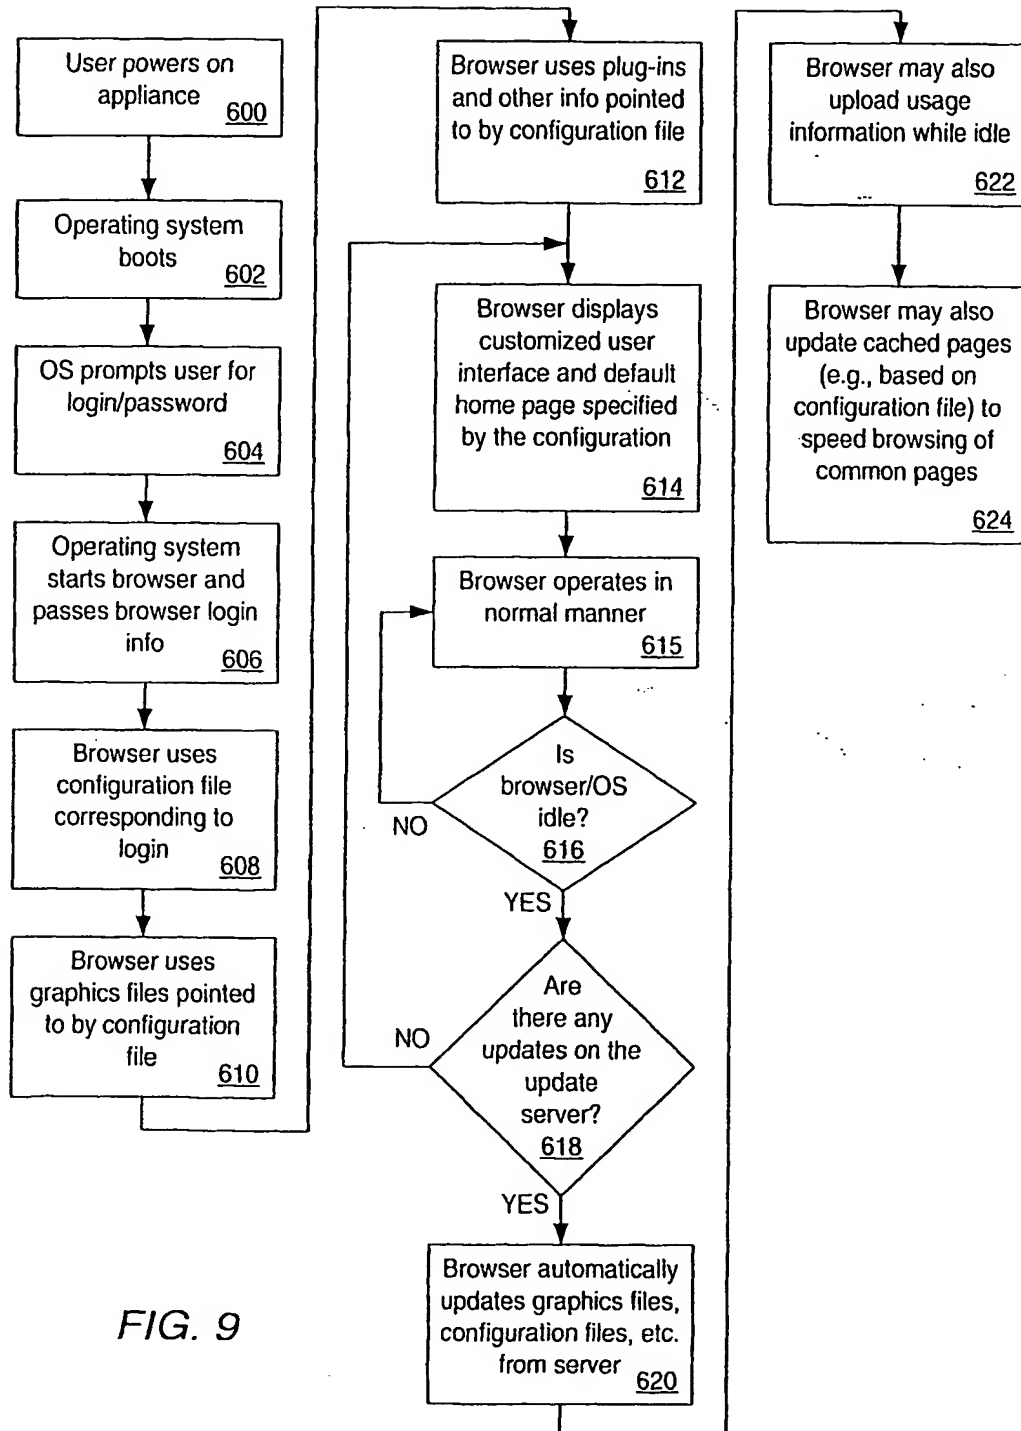 User powers on
appliance
600
Operating system
boots
602
OS prompts user for
login/password
604
Operating system
starts browser and
passes browser login
info
606
Browser uses
configuration file
corresponding to
login
608
Browser uses
graphics files pointed
to by configuration
file
610
Browser uses plug-ins
and other info pointed
to by configuration file
612
Browser displays
customized user
interface and default
home page specified
by the configuration
614
Browser operates in
normal manner
615
Is
browser/OS
idle?
616
NO
YES
Are
there any
updates on the
update
server?
618
NO
YES
Browser automatically
updates graphics files,
configuration files, etc.
from server
620
Browser may also
upload usage
information while idle
622
Browser may also
update cached pages
(e.g., based on
configuration file) to
speed browsing of
common pages
624
FIG. 9